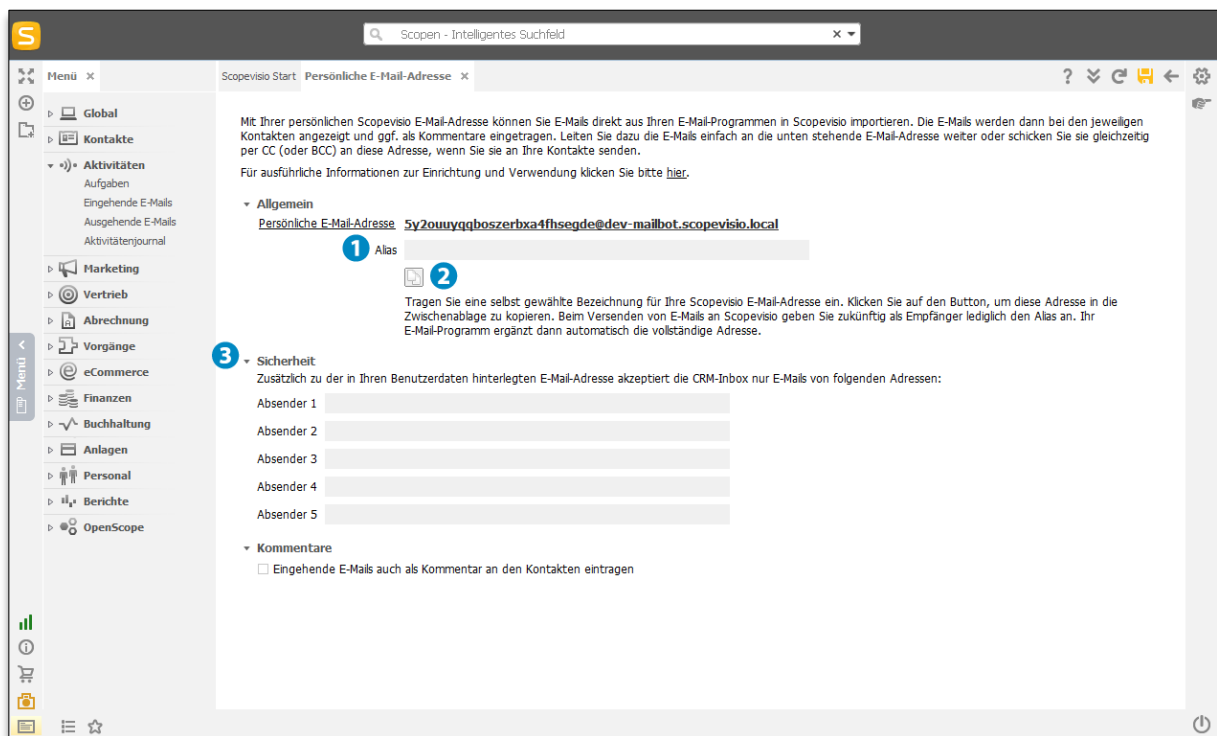 S
Scopen - Intelligentes Suchfeld
Menü
Scopevisio Start
Persönliche E-Mail-Adresse
?
Global
Kontakte
Aktivitäten
Aufgaben
Eingehende E-Mails
Ausgehende E-Mails
Aktivitätenjournal
Marketing
Vertrieb
Abrechnung
Vorgänge
eCommerce
Finanzen
Buchhaltung
Anlagen
Personal
Berichte
OpenScope
Menü
Mit Ihrer persönlichen Scopevisio E-Mail-Adresse können Sie E-Mails direkt aus Ihren E-Mail-Programmen in Scopevisio importieren. Die E-Mails werden dann bei den jeweiligen
Kontakten angezeigt und ggf. als Kommentare eingetragen. Leiten Sie dazu die E-Mails einfach an die unten stehende E-Mail-Adresse weiter oder schicken Sie sie gleichzeitig
per CC (oder BCC) an diese Adresse, wenn Sie sie an Ihre Kontakte senden.
Für ausführliche Informationen zur Einrichtung und Verwendung klicken Sie bitte hier.
Allgemein
Persönliche E-Mail-Adresse 5y2ouuyqqboszerbxa4fhsegde@dev-mailbot.scopevisio.local
1 Alias
2
Tragen Sie eine selbst gewählte Bezeichnung für Ihre Scopevisio E-Mail-Adresse ein. Klicken Sie auf den Button, um diese Adresse in die
Zwischenablage zu kopieren. Beim Versenden von E-Mails an Scopevisio geben Sie zukünftig als Empfänger lediglich den Alias an. Ihr
E-Mail-Programm ergänzt dann automatisch die vollständige Adresse.
3 Sicherheit
Zusätzlich zu der in Ihren Benutzerdaten hinterlegten E-Mail-Adresse akzeptiert die CRM-Inbox nur E-Mails von folgenden Adressen:
Absender 1
Absender 2
Absender 3
Absender 4
Absender 5
Kommentare
Eingehende E-Mails auch als Kommentar an den Kontakten eintragen